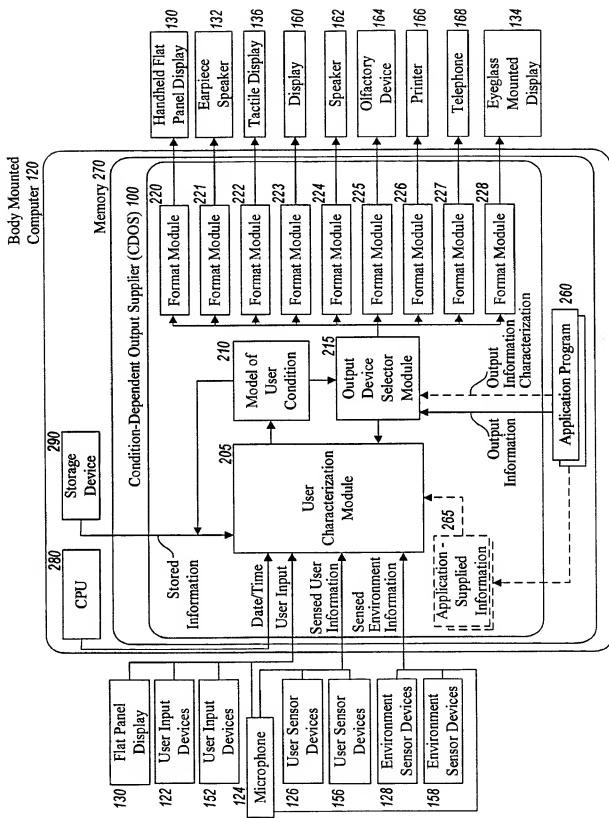 Body Mounted
Computer 120
Memory 270
Condition-Dependent Output Supplier (CDOS) 100
280
CPU
290
Storage
Device
Stored
Information
130
Flat Panel
Display
122
User Input
Devices
152
User Input
Devices
124
Microphone
126
User Sensor
Devices
156
User Sensor
Devices
128
Environment
Sensor Devices
158
Environment
Sensor Devices
Date/Time
User Input
Sensed User
Information
Sensed
Environment
Information
205
User
Characterization
Module
210
Model of
User
Condition
215
Output
Device
Selector
Module
265
Application -
Supplied
Information
Output
Information
Output
Information
Characterization
260
Application Program
220
Format Module
221
Format Module
222
Format Module
223
Format Module
224
Format Module
225
Format Module
226
Format Module
227
Format Module
228
Format Module
Handheld Flat
Panel Display
130
Earpiece
Speaker
132
Tactile Display
136
Display
160
Speaker
162
Olfactory
Device
164
Printer
166
Telephone
168
Eyeglass
Mounted
Display
134